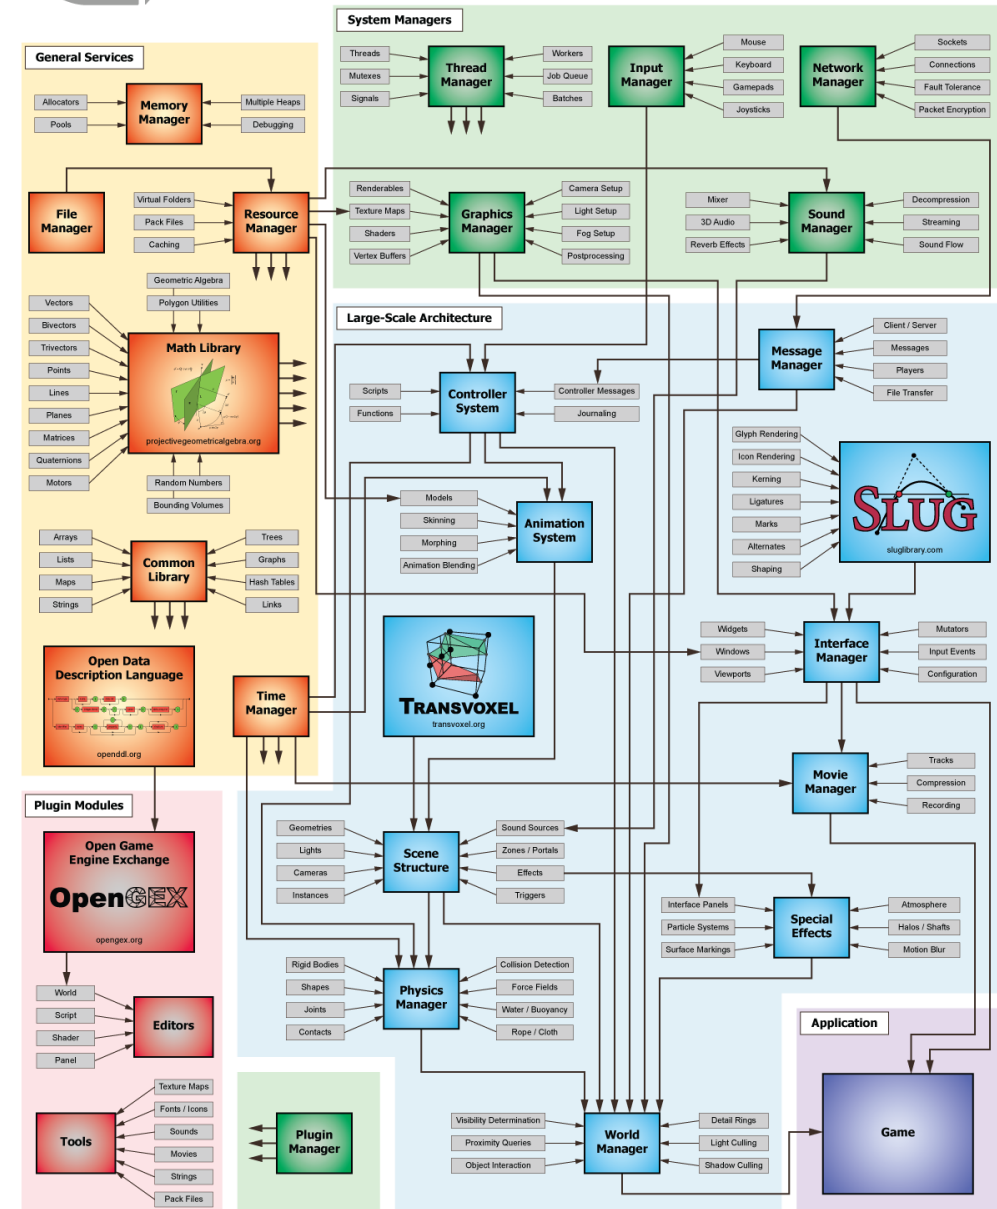 System Managers
Threads
Mutexes
Signals
Thread
Manager
Workers
Job Queue
Batches
Input
Manager
Mouse
Keyboard
Gamepads
Joysticks
Network
Manager
Sockets
Connections
Fault Tolerance
Packet Encryption
Renderables
Texture Maps
Shaders
Vertex Buffers
Graphics
Manager
Camera Setup
Light Setup
Fog Setup
Postprocessing
Mixer
3D Audio
Reverb Effects
Sound
Manager
Decompression
Streaming
Sound Flow
General Services
Allocators
Pools
Memory
Manager
Multiple Heaps
Debugging
File
Manager
Virtual Folders
Pack Files
Caching
Resource
Manager
Geometric Algebra
Polygon Utilities
Vectors
Bivectors
Trivectors
Points
Lines
Planes
Matrices
Quaternions
Motors
Math Library
projectivegeometricalgebra.org
Random Numbers
Bounding Volumes
Arrays
Lists
Maps
Strings
Common
Library
Trees
Graphs
Hash Tables
Links
Open Data
Description Language
openddl.org
Time
Manager
Large-Scale Architecture
Scripts
Functions
Controller
System
Controller Messages
Journaling
Message
Manager
Client / Server
Messages
Players
File Transfer
Models
Skinning
Morphing
Animation Blending
Animation
System
Glyph Rendering
Icon Rendering
Kerning
Ligatures
Marks
Alternates
Shaping
SLUG
sluglibrary.com
TRANSVOXEL
transvoxel.org
Widgets
Windows
Viewports
Interface
Manager
Mutators
Input Events
Configuration
Movie
Manager
Tracks
Compression
Recording
Geometries
Lights
Cameras
Instances
Scene
Structure
Sound Sources
Zones / Portals
Effects
Triggers
Interface Panels
Particle Systems
Surface Markings
Special
Effects
Atmosphere
Halos / Shafts
Motion Blur
Rigid Bodies
Shapes
Joints
Contacts
Physics
Manager
Collision Detection
Force Fields
Water / Buoyancy
Rope / Cloth
Visibility Determination
Proximity Queries
Object Interaction
World
Manager
Detail Rings
Light Culling
Shadow Culling
Plugin Modules
Open Game
Engine Exchange
OpenGEX
opengex.org
World
Script
Shader
Panel
Editors
Tools
Texture Maps
Fonts / Icons
Sounds
Movies
Strings
Pack Files
Plugin
Manager
Application
Game